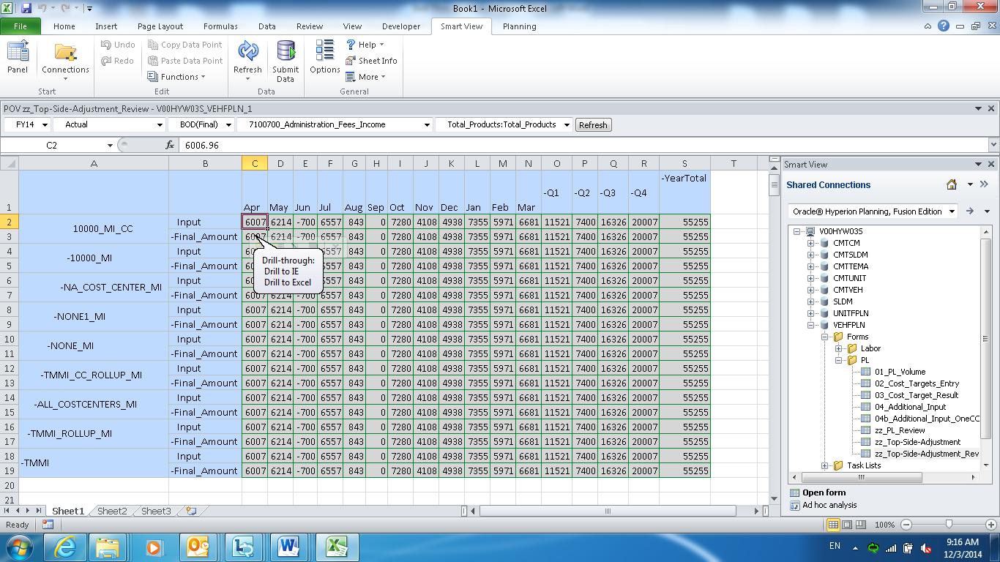 Book1 - Microsoft Excel
File Home Insert Page Layout Formulas Data Review View Developer Smart View Planning
Panel Connections Undo Redo Copy Data Point Paste Data Point Functions Refresh Submit Data Options Help Sheet Info More
Start Edit Data General
POV zz_Top-Side-Adjustment_Review - V00HYW03S_VEHFPLN_1
FY14 Actual BOD(Final) 7100700_Administration_Fees_Income Total_Products:Total_Products Refresh
C2 fx 6006.96
A B C D E F G H I J K L M N O P Q R S T
1 Apr May Jun Jul Aug Sep Oct Nov Dec Jan Feb Mar -Q1 -Q2 -Q3 -Q4 -YearTotal
2 10000_MI_CC Input 6007 6214 -700 6557 843 0 7280 4108 4938 7355 5971 6681 11521 7400 16326 20007 55255
3 -Final_Amount 6007 6214 -700 6557 843 0 7280 4108 4938 7355 5971 6681 11521 7400 16326 20007 55255
4 -10000_MI Input 843 0 7280 4108 4938 7355 5971 6681 11521 7400 16326 20007 55255
5 -Final_Amount 843 0 7280 4108 4938 7355 5971 6681 11521 7400 16326 20007 55255
6 -NA_COST_CENTER_MI Input 843 0 7280 4108 4938 7355 5971 6681 11521 7400 16326 20007 55255
7 -Final_Amount 6007 6214 -700 6557 843 0 7280 4108 4938 7355 5971 6681 11521 7400 16326 20007 55255
8 -NONE1_MI Input 6007 6214 -700 6557 843 0 7280 4108 4938 7355 5971 6681 11521 7400 16326 20007 55255
9 -Final_Amount 6007 6214 -700 6557 843 0 7280 4108 4938 7355 5971 6681 11521 7400 16326 20007 55255
10 -NONE_MI Input 6007 6214 -700 6557 843 0 7280 4108 4938 7355 5971 6681 11521 7400 16326 20007 55255
11 -Final_Amount 6007 6214 -700 6557 843 0 7280 4108 4938 7355 5971 6681 11521 7400 16326 20007 55255
12 -TMMI_CC_ROLLUP_MI Input 6007 6214 -700 6557 843 0 7280 4108 4938 7355 5971 6681 11521 7400 16326 20007 55255
13 -Final_Amount 6007 6214 -700 6557 843 0 7280 4108 4938 7355 5971 6681 11521 7400 16326 20007 55255
14 -ALL_COSTCENTERS_MI Input 6007 6214 -700 6557 843 0 7280 4108 4938 7355 5971 6681 11521 7400 16326 20007 55255
15 -Final_Amount 6007 6214 -700 6557 843 0 7280 4108 4938 7355 5971 6681 11521 7400 16326 20007 55255
16 -TMMI_ROLLUP_MI Input 6007 6214 -700 6557 843 0 7280 4108 4938 7355 5971 6681 11521 7400 16326 20007 55255
17 -Final_Amount 6007 6214 -700 6557 843 0 7280 4108 4938 7355 5971 6681 11521 7400 16326 20007 55255
18 -TMMI Input 6007 6214 -700 6557 843 0 7280 4108 4938 7355 5971 6681 11521 7400 16326 20007 55255
19 -Final_Amount 6007 6214 -700 6557 843 0 7280 4108 4938 7355 5971 6681 11521 7400 16326 20007 55255
20
21
Drill-through:
Drill to IE
Drill to Excel
Sheet1 Sheet2 Sheet3
Smart View
Shared Connections
Oracle® Hyperion Planning, Fusion Edition
V00HYW03S
CMTCM
CMTSLDM
CMTTEMA
CMTUNIT
CMTVEH
SLDM
UNITFPLN
VEHFPLN
Forms
Labor
PL
01_PL_Volume
02_Cost_Targets_Entry
03_Cost_Target_Result
04_Additional_Input
04b_Additional_Input_OneCC
zz_PL_Review
zz_Top-Side-Adjustment
zz_Top-Side-Adjustment_Rev
Task Lists
Open form
Ad hoc analysis
Ready 100%
EN 9:16 AM
12/3/2014